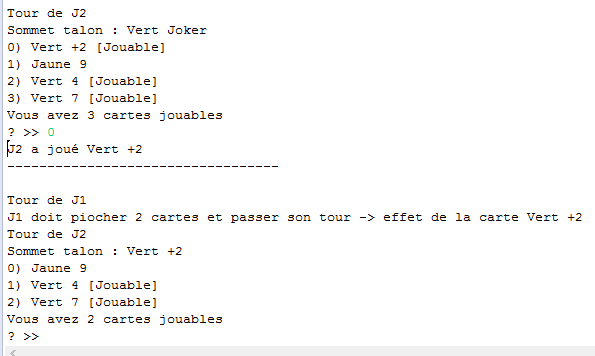 Tour de J2
Sommet talon : Vert Joker
0) Vert +2 [Jouable]
1) Jaune 9
2) Vert 4 [Jouable]
3) Vert 7 [Jouable]
Vous avez 3 cartes jouables
? >> 0
J2 a joué Vert +2
----------------------------------
Tour de J1
J1 doit piocher 2 cartes et passer son tour -> effet de la carte Vert +2
Tour de J2
Sommet talon : Vert +2
0) Jaune 9
1) Vert 4 [Jouable]
2) Vert 7 [Jouable]
Vous avez 2 cartes jouables
? >>